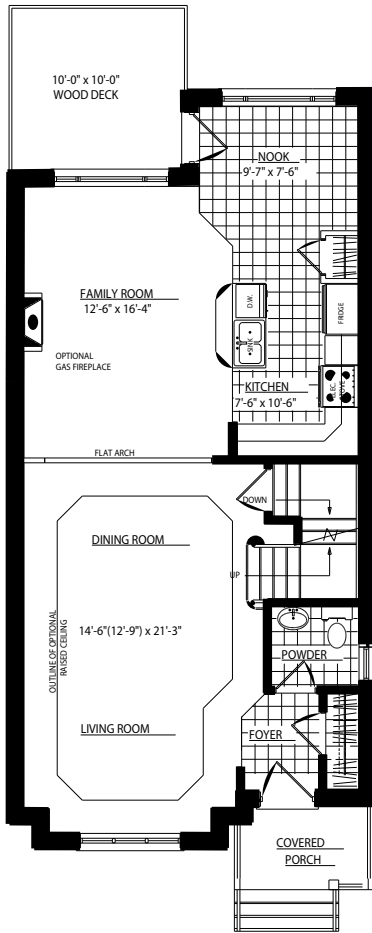 10'-0" x 10'-0"
WOOD DECK
NOOK
9'-7" x 7'-6"
FAMILY ROOM
12'-6" x 16'-4"
D.W.
FRIDGE
SINK
OPTIONAL
GAS FIREPLACE
KITCHEN
7'-6" x 10'-6"
ELEC.
STOVE
FLAT ARCH
DOWN
DINING ROOM
UP
14'-6"(12'-9") x 21'-3"
OUTLINE OF OPTIONAL
RAISED CEILING
POWDER
LIVING ROOM
FOYER
COVERED
PORCH